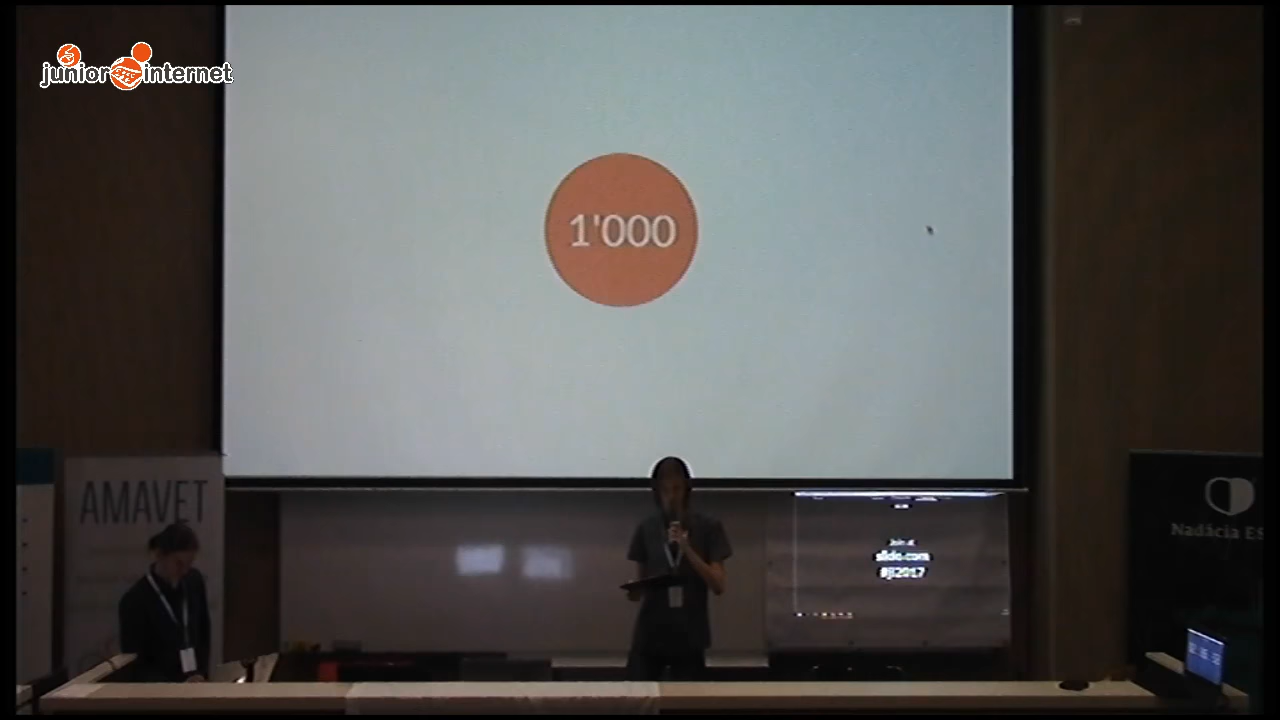 junior internet
1'000
AMAVET
Join at
slido.com
#ji2017
Nadácia ES